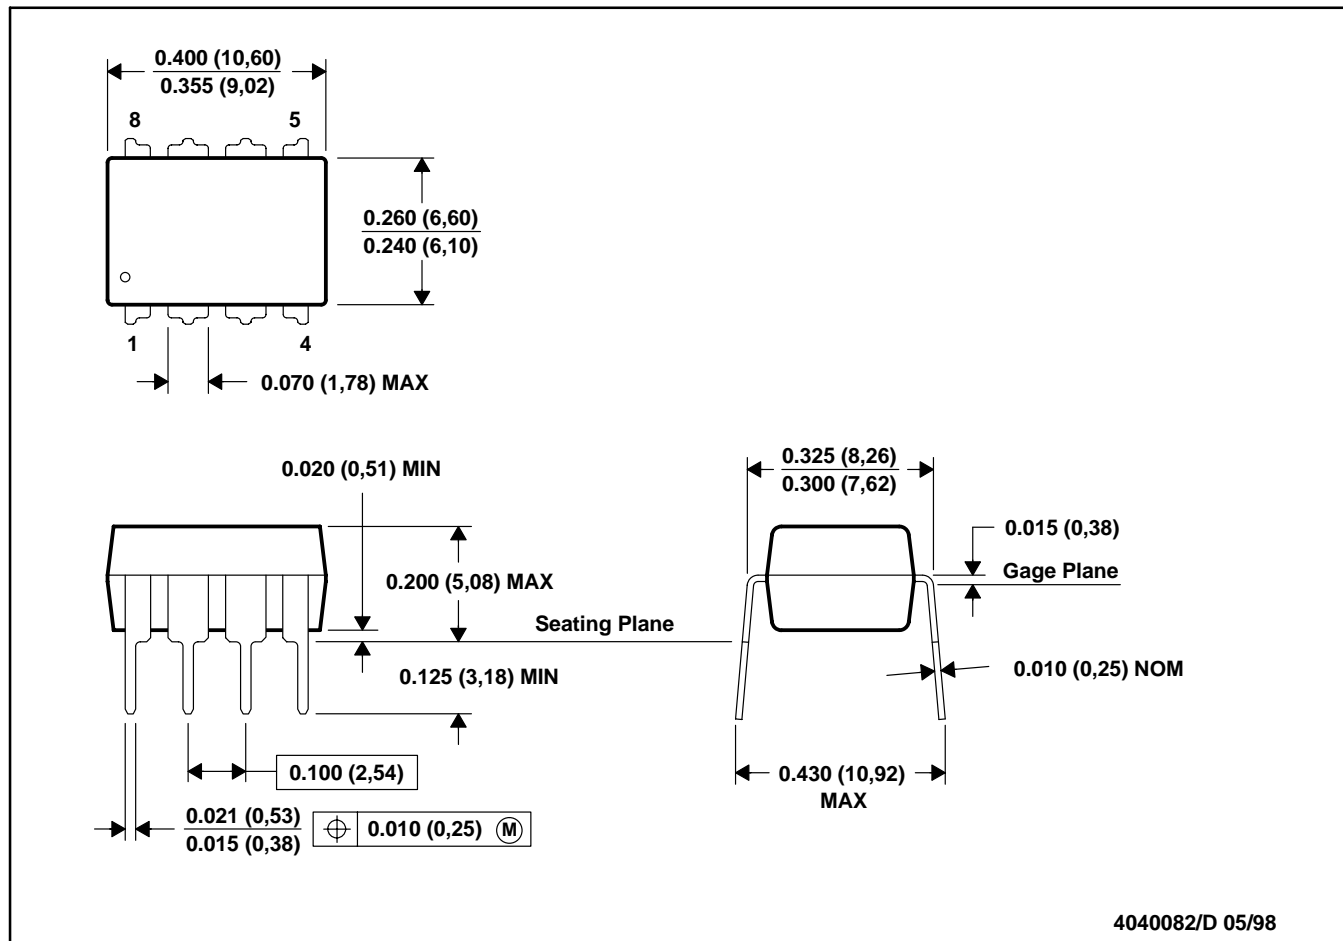 0.400 (10,60)
0.355 (9,02)
8
5
0.260 (6,60)
0.240 (6,10)
1
4
0.070 (1,78) MAX
0.020 (0,51) MIN
0.325 (8,26)
0.300 (7,62)
0.015 (0,38)
0.200 (5,08) MAX
Gage Plane
Seating Plane
0.125 (3,18) MIN
0.010 (0,25) NOM
0.100 (2,54)
0.430 (10,92)
MAX
0.021 (0,53)
0.015 (0,38)
0.010 (0,25) Ⓜ
4040082/D 05/98